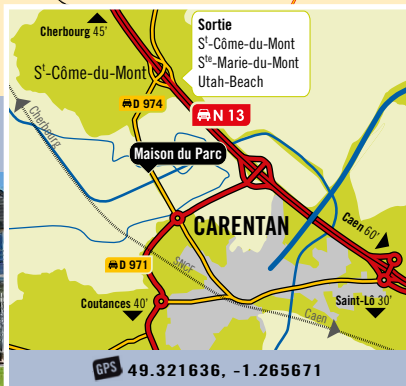 Cherbourg 45'
Sortie
St-Côme-du-Mont
Ste-Marie-du-Mont
Utah-Beach
St-Côme-du-Mont
D 974
N 13
Cherbourg
Maison du Parc
CARENTAN
Caen 60'
D 971
SNCF
Coutances 40'
Saint-Lô 30'
Caen
GPS 49.321636, -1.265671